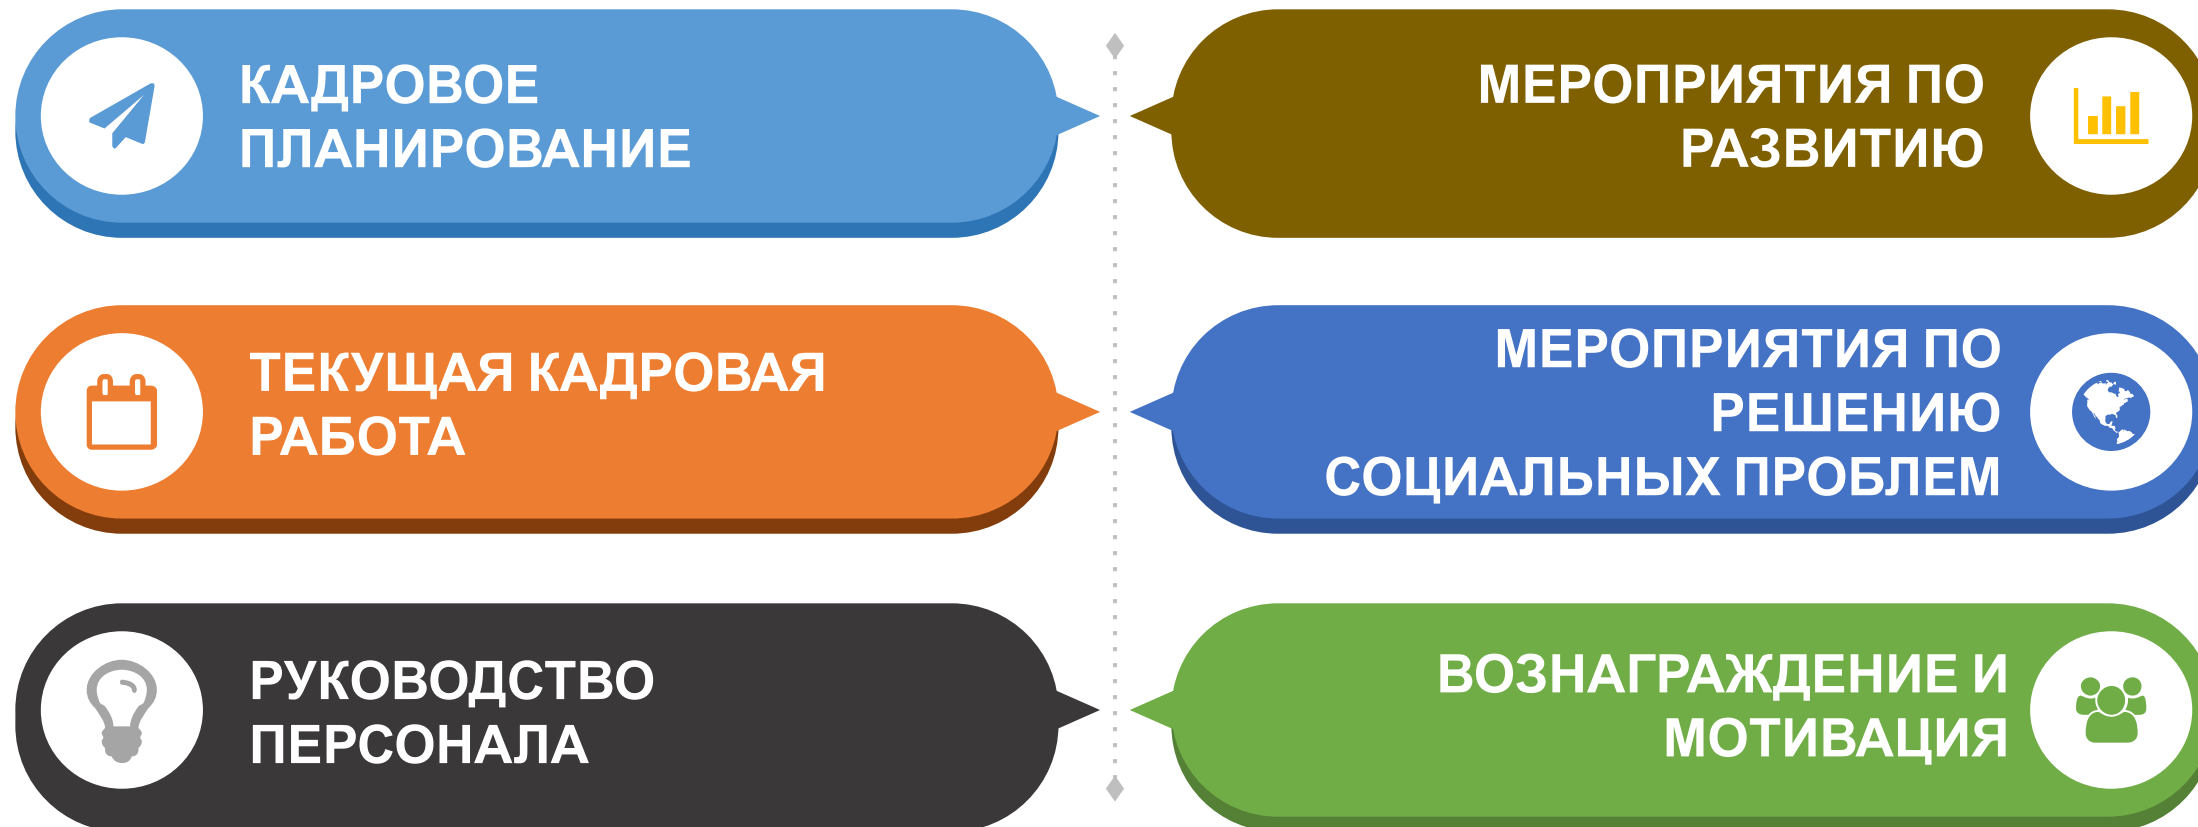 КАДРОВОЕ
ПЛАНИРОВАНИЕ
МЕРОПРИЯТИЯ ПО
РАЗВИТИЮ
ТЕКУЩАЯ КАДРОВАЯ
РАБОТА
МЕРОПРИЯТИЯ ПО
РЕШЕНИЮ
СОЦИАЛЬНЫХ ПРОБЛЕМ
РУКОВОДСТВО
ПЕРСОНАЛА
ВОЗНАГРАЖДЕНИЕ И
МОТИВАЦИЯ